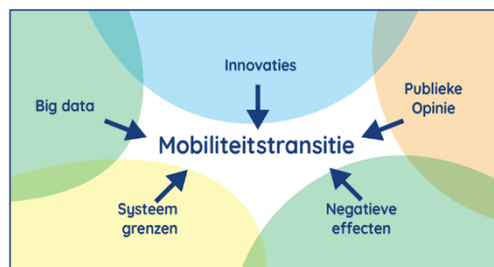 Innovaties
Big data
Publieke
Opinie
Mobiliteitstransitie
Systeem
grenzen
Negatieve
effecten